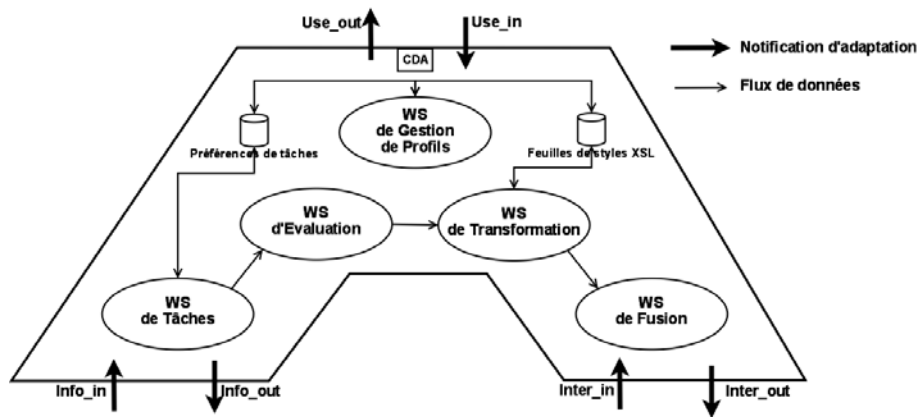 Use_out
Use_in
CDA
Notification d'adaptation
Flux de données
WS
de Gestion
de Profils
Préférences de tâches
Feuilles de styles XSL
WS
d'Evaluation
WS
de Transformation
WS
de Tâches
WS
de Fusion
Info_in
Info_out
Inter_in
Inter_out